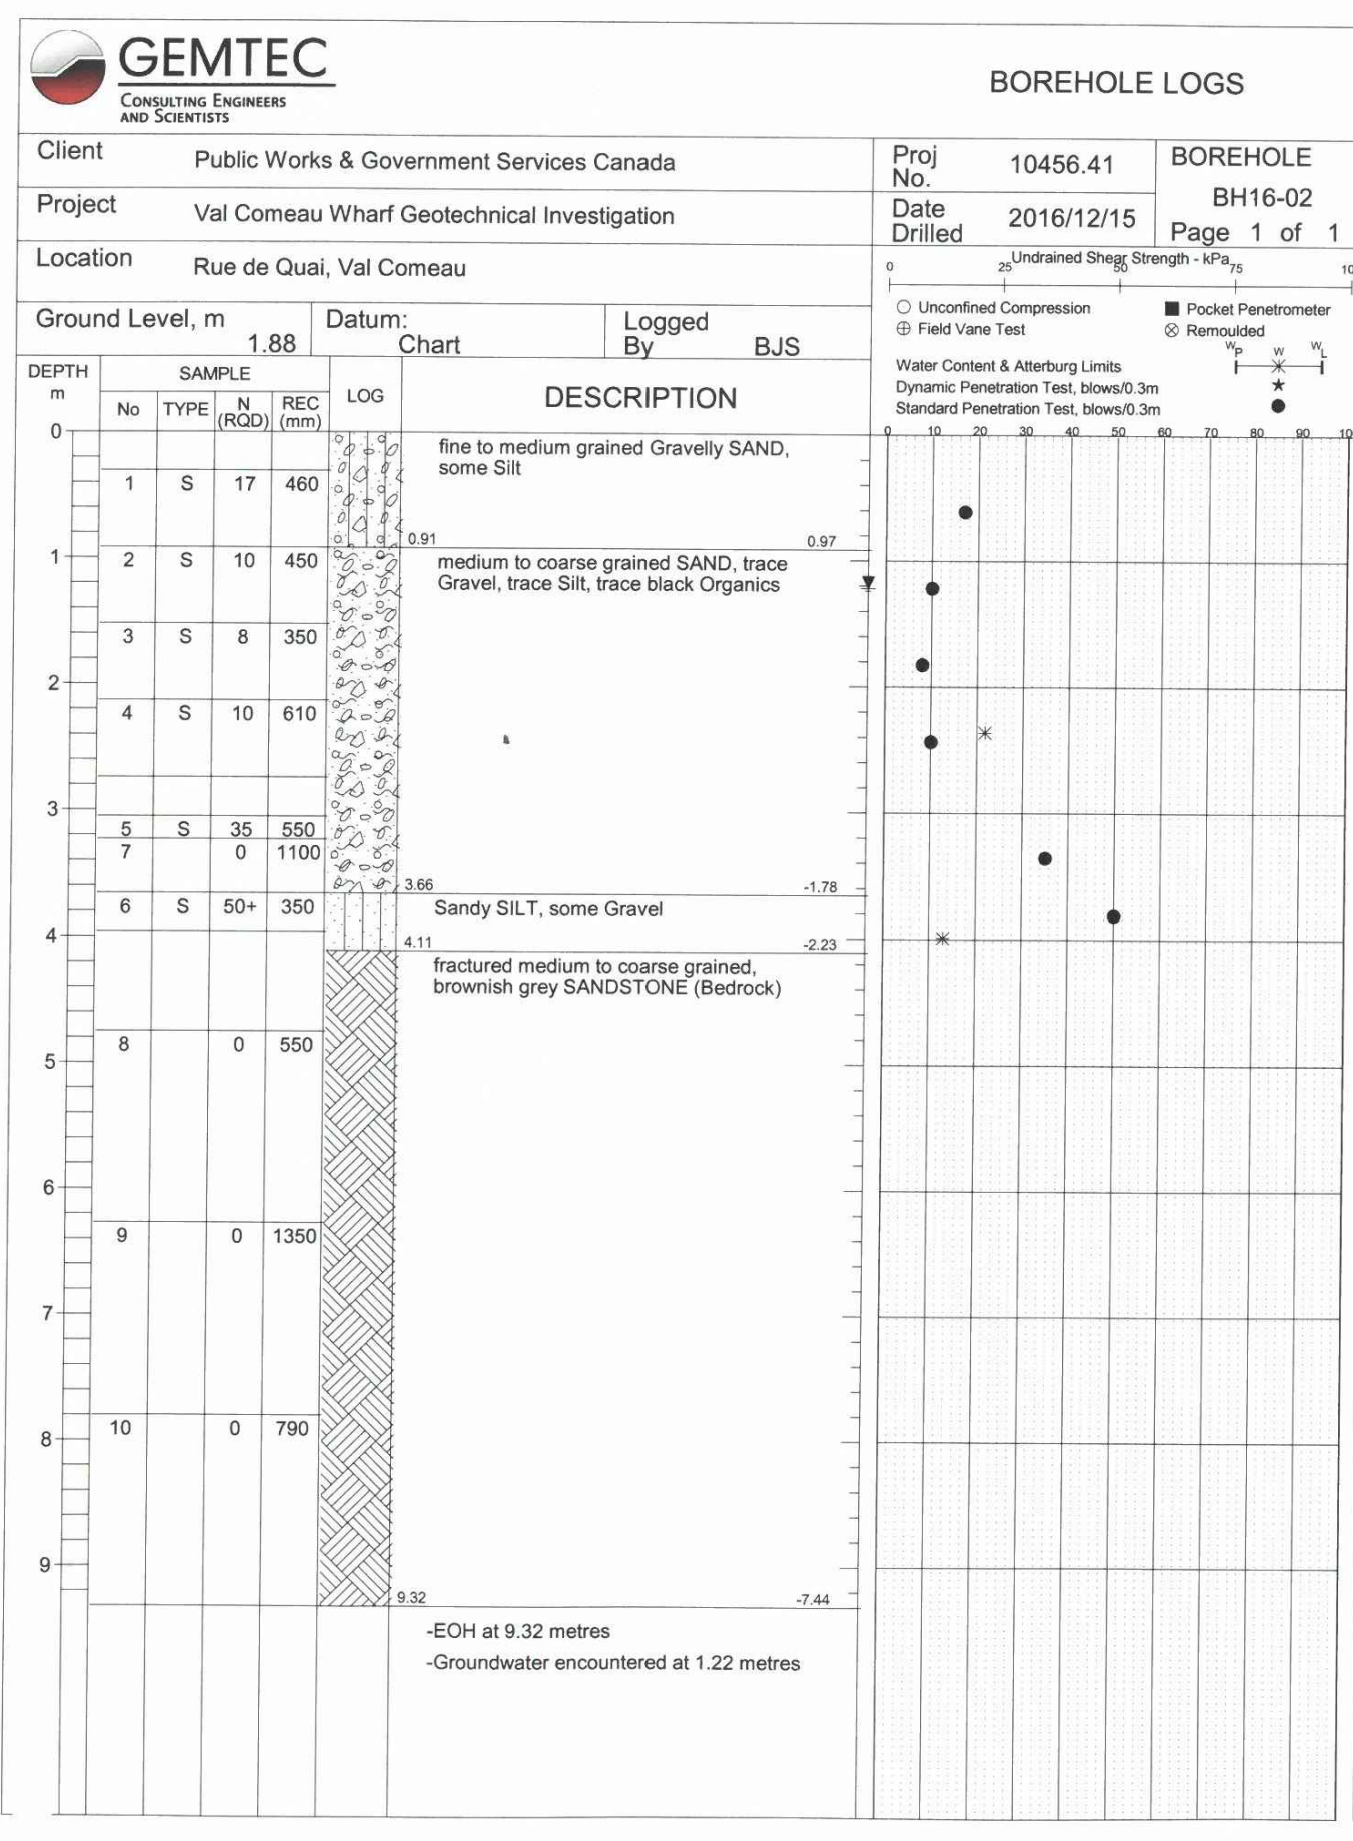 GEMTEC
CONSULTING ENGINEERS
AND SCIENTISTS
BOREHOLE LOGS
Client
Public Works & Government Services Canada
Proj
No.
10456.41
BOREHOLE
BH16-02
Page 1 of 1
Project
Val Comeau Wharf Geotechnical Investigation
Date
Drilled
2016/12/15
Location
Rue de Quai, Val Comeau
Undrained Shear Strength - kPa
0 25 50 75 10
Ground Level, m
1.88
Datum:
Chart
Logged
By
BJS
Unconfined Compression
Field Vane Test
Pocket Penetrometer
Remoulded
Water Content & Atterburg Limits
WP W WL
Dynamic Penetration Test, blows/0.3m
Standard Penetration Test, blows/0.3m
DEPTH
m
SAMPLE
No TYPE N (RQD) REC (mm)
LOG
DESCRIPTION
0 10 20 30 40 50 60 70 80 90 10
0
fine to medium grained Gravelly SAND,
some Silt
1 S 17 460
0.91 0.97
1
2 S 10 450
medium to coarse grained SAND, trace
Gravel, trace Silt, trace black Organics
3 S 8 350
2
4 S 10 610
3
5 S 35 550
7 0 1100
3.66 -1.78
6 S 50+ 350
Sandy SILT, some Gravel
4
4.11 -2.23
fractured medium to coarse grained,
brownish grey SANDSTONE (Bedrock)
8 0 550
5
6
9 0 1350
7
10 0 790
8
9
9.32 -7.44
-EOH at 9.32 metres
-Groundwater encountered at 1.22 metres